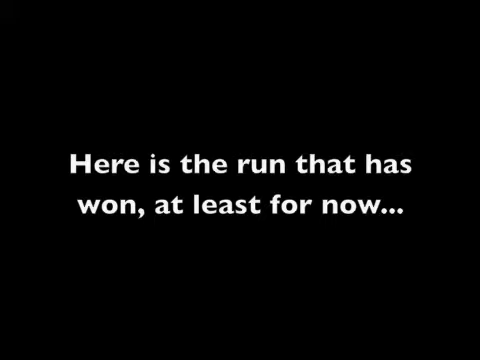 Here is the run that has
won, at least for now...